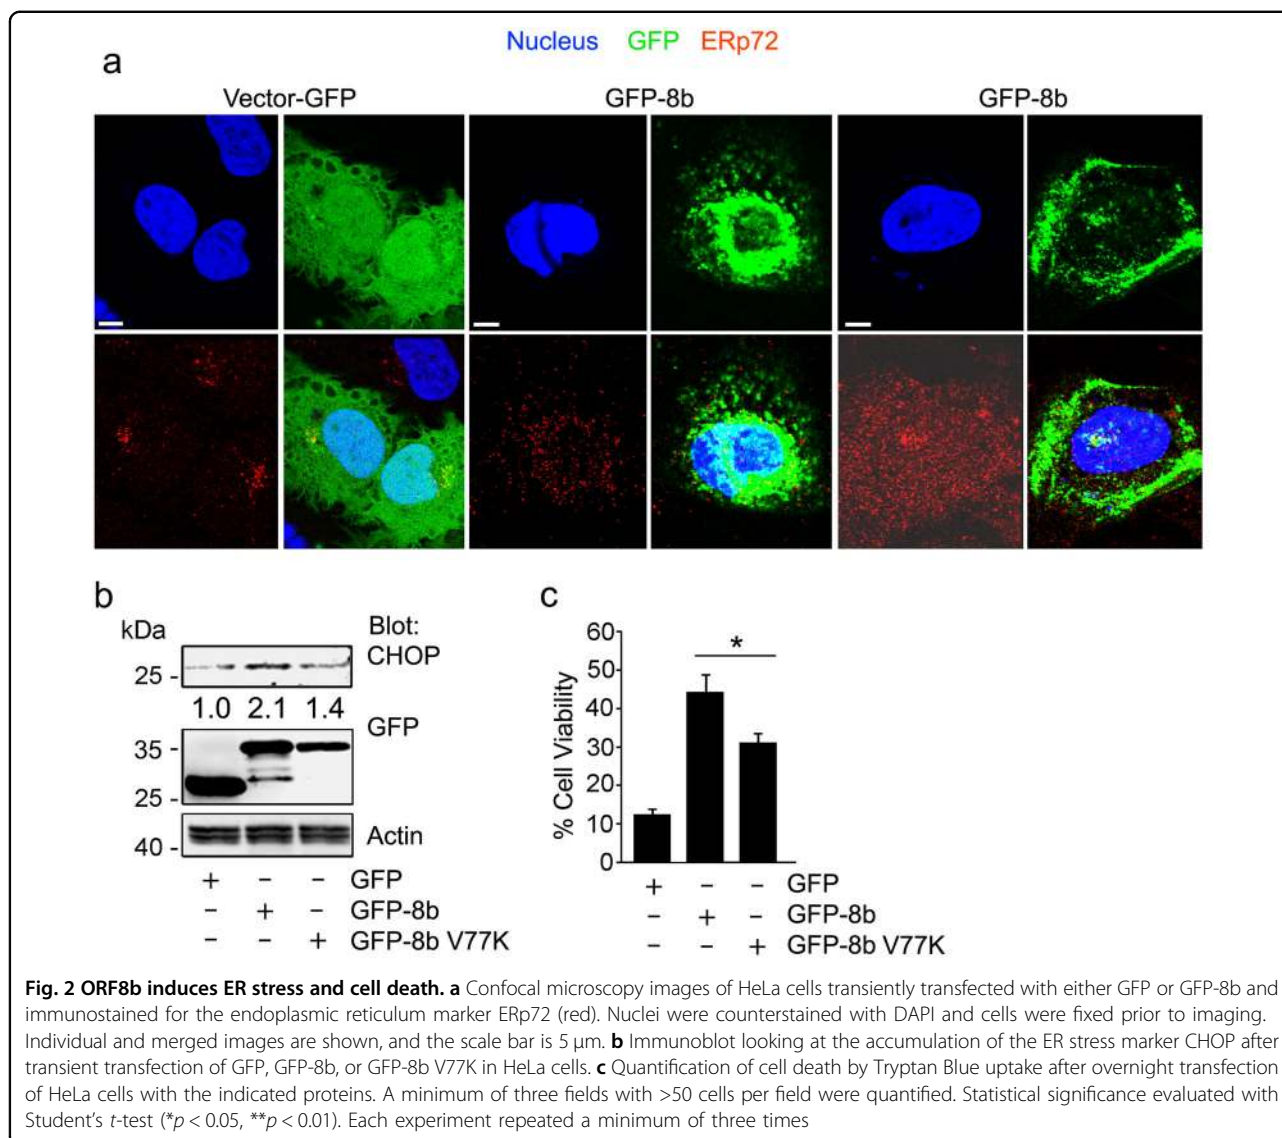 Nucleus GFP ERp72
a
Vector-GFP GFP-8b GFP-8b
b
kDa Blot:
25 - CHOP
1.0 2.1 1.4
GFP
35 -
25 -
40 - Actin
+ – – GFP
– + – GFP-8b
– – + GFP-8b V77K
c
% Cell Viability
60
50
40
30
20
10
0
*
+ – – GFP
– + – GFP-8b
– – + GFP-8b V77K
Fig. 2 ORF8b induces ER stress and cell death. a Confocal microscopy images of HeLa cells transiently transfected with either GFP or GFP-8b and
immunostained for the endoplasmic reticulum marker ERp72 (red). Nuclei were counterstained with DAPI and cells were fixed prior to imaging.
Individual and merged images are shown, and the scale bar is 5 µm. b Immunoblot looking at the accumulation of the ER stress marker CHOP after
transient transfection of GFP, GFP-8b, or GFP-8b V77K in HeLa cells. c Quantification of cell death by Tryptan Blue uptake after overnight transfection
of HeLa cells with the indicated proteins. A minimum of three fields with >50 cells per field were quantified. Statistical significance evaluated with
Student's t-test (*p < 0.05, **p < 0.01). Each experiment repeated a minimum of three times